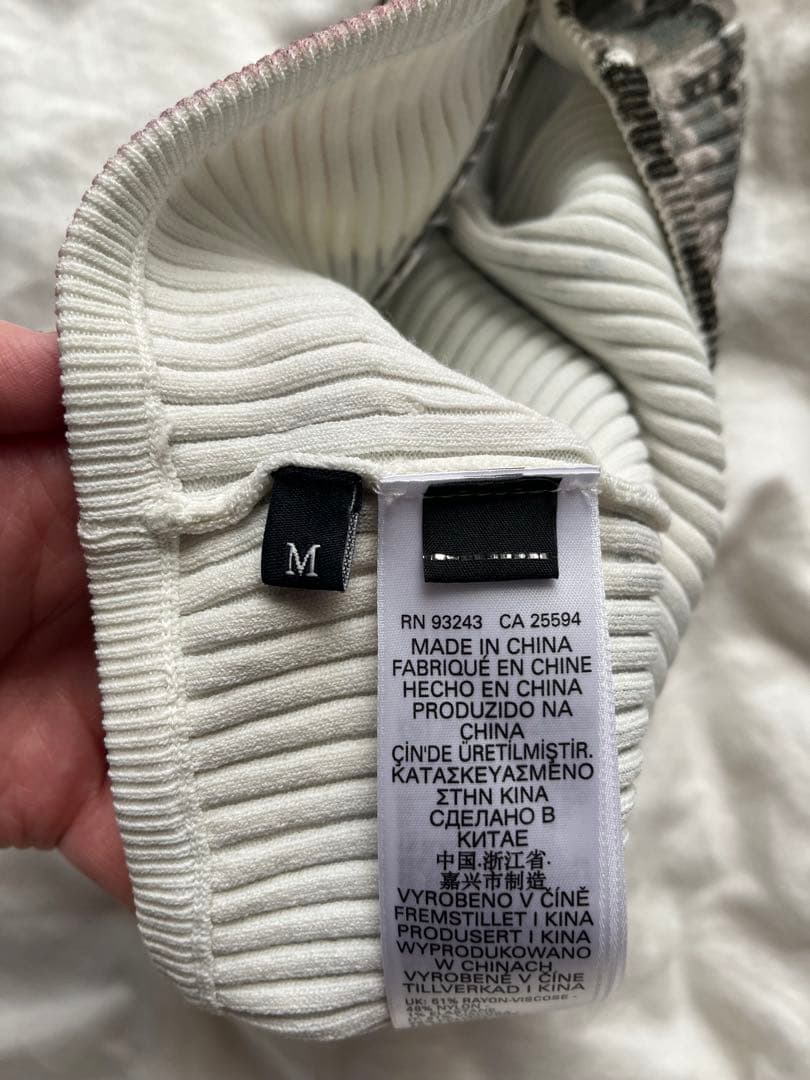 M
RN 93243 CA 25594
MADE IN CHINA
FABRIQUÉ EN CHINE
HECHO EN CHINA
PRODUZIDO NA
CHINA
ÇİN'DE ÜRETİLMİŞTİR.
ΚΑΤΑΣΚΕΥΑΣΜΕΝΟ
ΣΤΗΝ ΚΙΝΑ
СДЕЛАНО В
КИТАЕ
中国.浙江省.
嘉兴市制造
VYROBENO V ČÍNĚ
FREMSTILLET I KINA
PRODUSERT I KINA
WYPRODUKOWANO
W CHINACH
VYROBENÉ V ČÍNE
TILLVERKAD I KINA
UK: 51% RAYON-VISCOSE -
48% NYLON